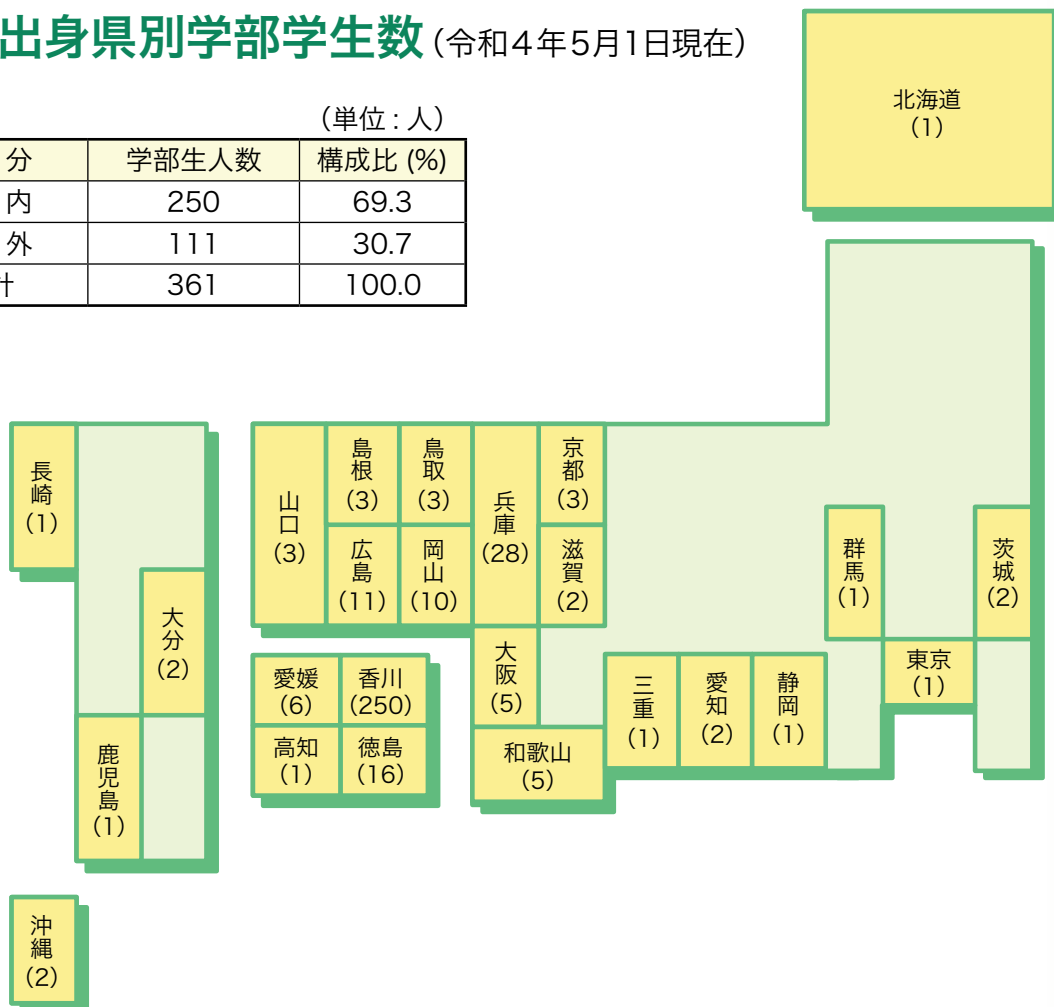 出身県別学部学生数(令和4年5月1日現在)
(単位:人)
分 学部生人数 構成比 (%)
内 250 69.3
外 111 30.7
計 361 100.0
北海道
(1)
長崎
(1)
大分
(2)
鹿児島
(1)
沖縄
(2)
山口
(3)
島根
(3)
鳥取
(3)
広島
(11)
岡山
(10)
兵庫
(28)
京都
(3)
滋賀
(2)
大阪
(5)
和歌山
(5)
愛媛
(6)
香川
(250)
高知
(1)
徳島
(16)
三重
(1)
愛知
(2)
静岡
(1)
群馬
(1)
東京
(1)
茨城
(2)